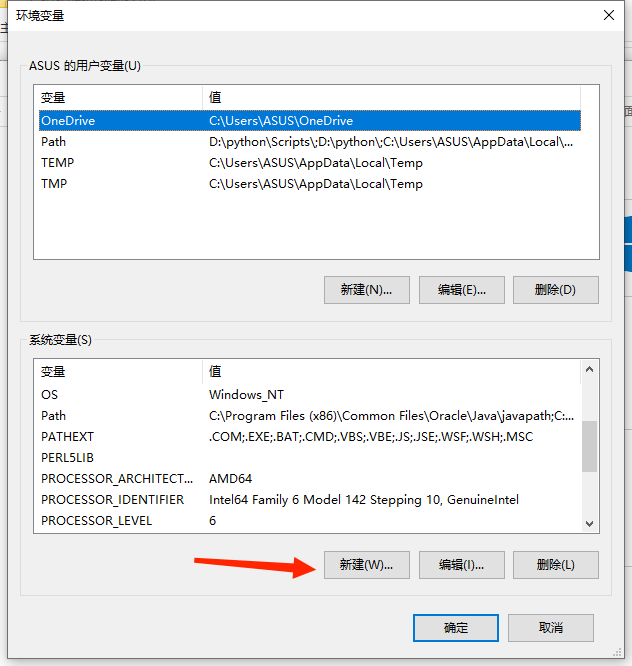 环境变量
ASUS 的用户变量(U)
变量 值
OneDrive C:\Users\ASUS\OneDrive
Path D:\python\Scripts\;D:\python\;C:\Users\ASUS\AppData\Local\...
TEMP C:\Users\ASUS\AppData\Local\Temp
TMP C:\Users\ASUS\AppData\Local\Temp
新建(N)... 编辑(E)... 删除(D)
系统变量(S)
变量 值
OS Windows_NT
Path C:\Program Files (x86)\Common Files\Oracle\Java\javapath;C:...
PATHEXT .COM;.EXE;.BAT;.CMD;.VBS;.VBE;.JS;.JSE;.WSF;.WSH;.MSC
PERL5LIB
PROCESSOR_ARCHITECT... AMD64
PROCESSOR_IDENTIFIER Intel64 Family 6 Model 142 Stepping 10, GenuineIntel
PROCESSOR_LEVEL 6
新建(W)... 编辑(I)... 删除(L)
确定 取消